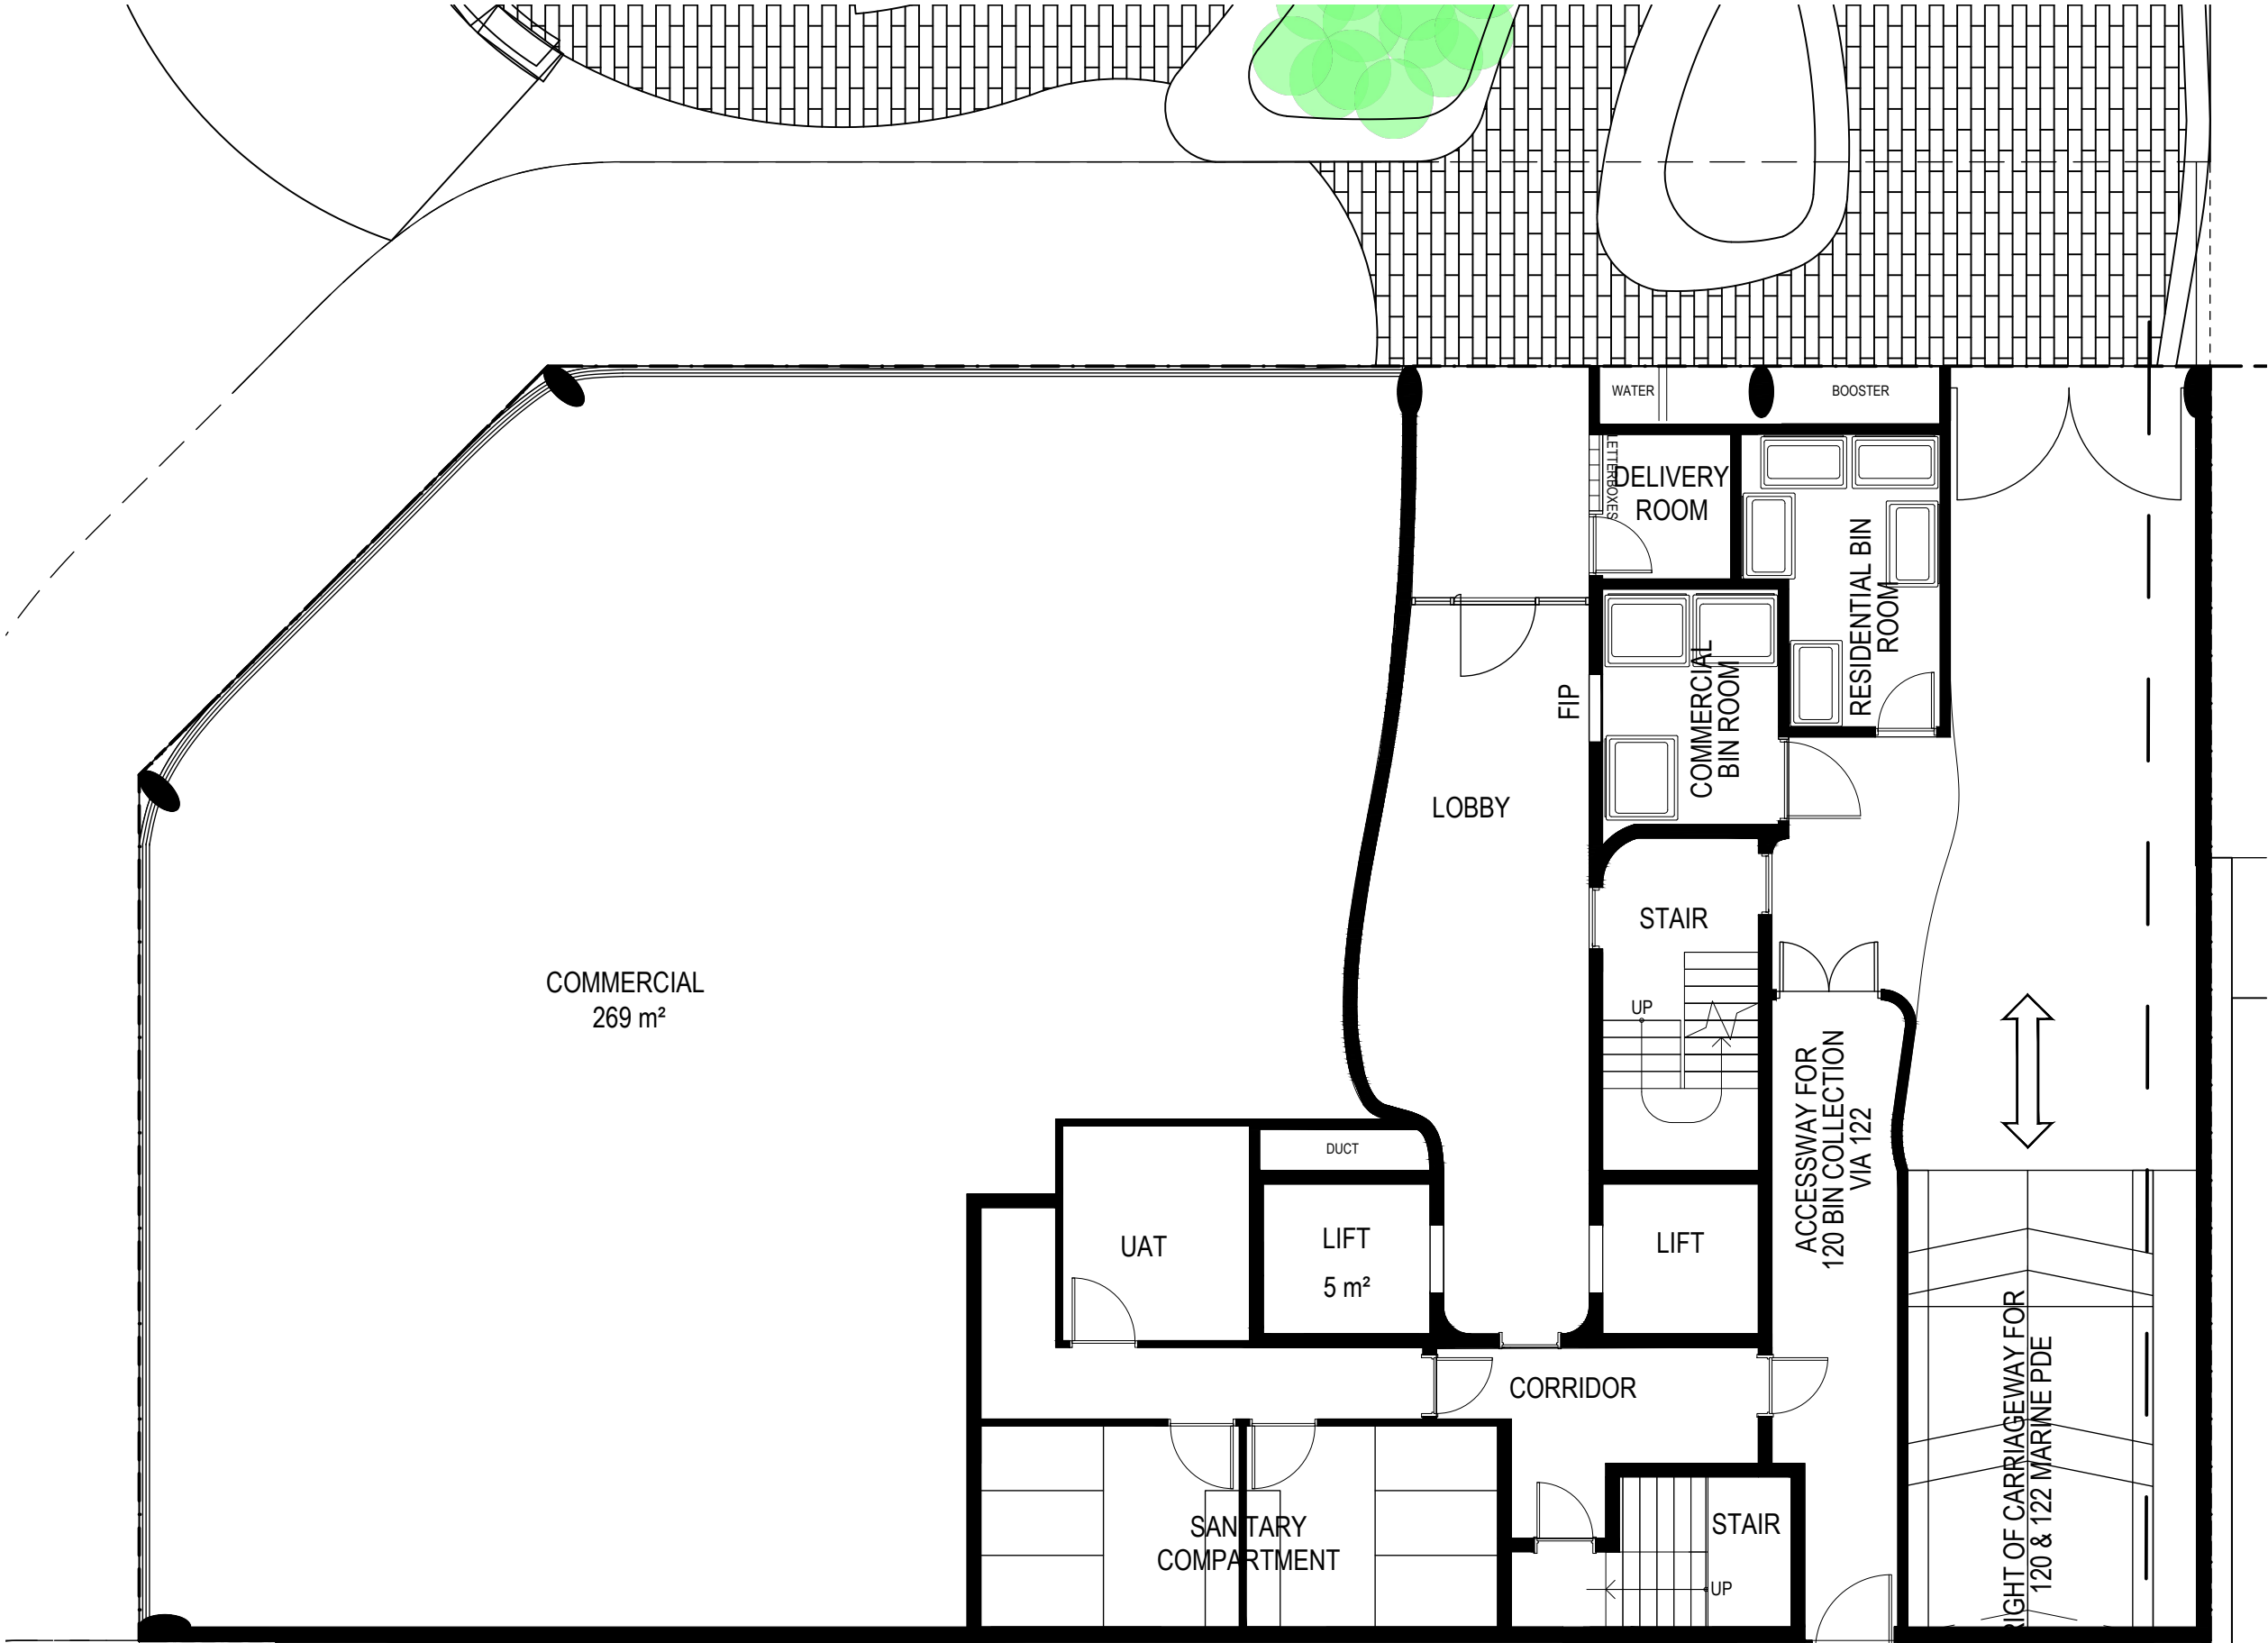 WATER
BOOSTER
LETTERBOXES
DELIVERY
ROOM
RESIDENTIAL BIN
ROOM
COMMERCIAL
BIN ROOM
FIP
LOBBY
STAIR
UP
COMMERCIAL
269 m²
ACCESSWAY FOR
120 BIN COLLECTION
VIA 122
DUCT
UAT
LIFT
5 m²
LIFT
CORRIDOR
RIGHT OF CARRIAGEWAY FOR
120 & 122 MARINE PDE
SANITARY
COMPARTMENT
STAIR
UP